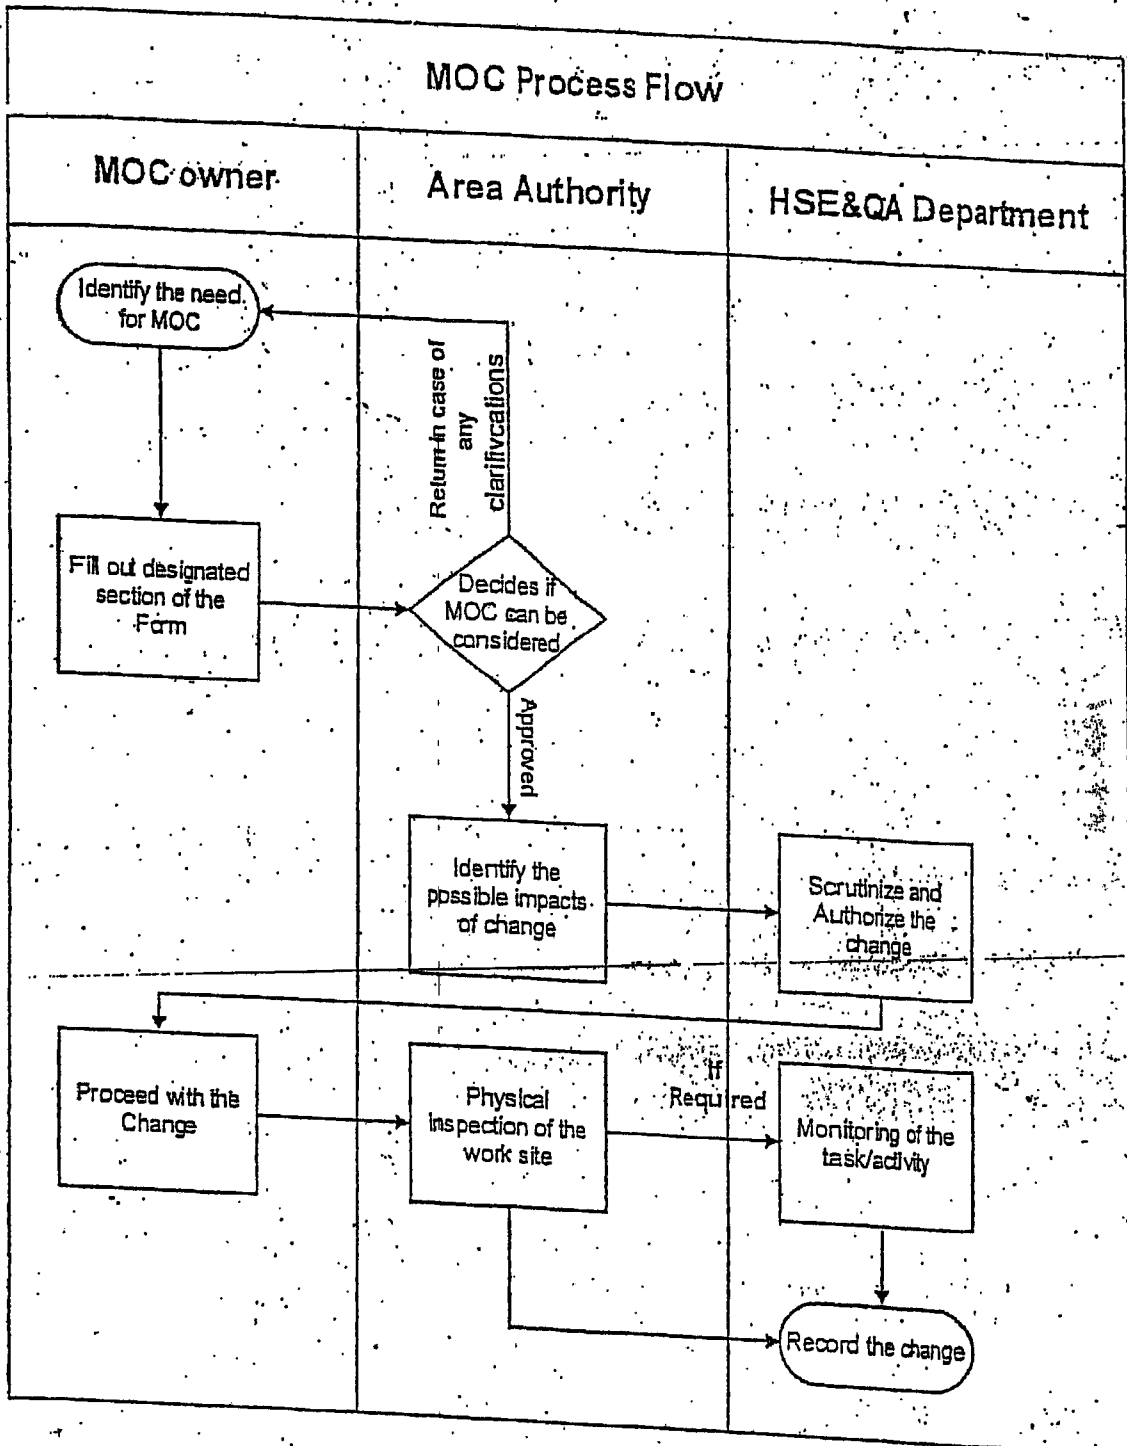 MOC Process Flow
MOC owner
Area Authority
HSE&QA Department
Identify the need
for MOC
Return in case of
any
clarifivcations
Fill out designated
section of the
Form
Decides if
MOC can be
considered
Approved
Identify the
possible impacts
of change
Scrutinize and
Authorize the
change
Proceed with the
Change
Physical
inspection of the
work site
If
Required
Monitoring of the
task/activity
Record the change